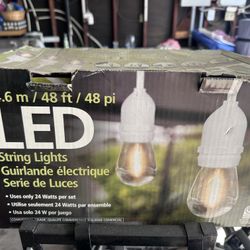 .6 m / 48 ft / 48 pi
LED
String Lights
Guirlande électrique
Serie de Luces
• Uses only 24 Watts per set
• Utilise seulement 24 Watts par ensemble
• Usa solo 24 W por juego